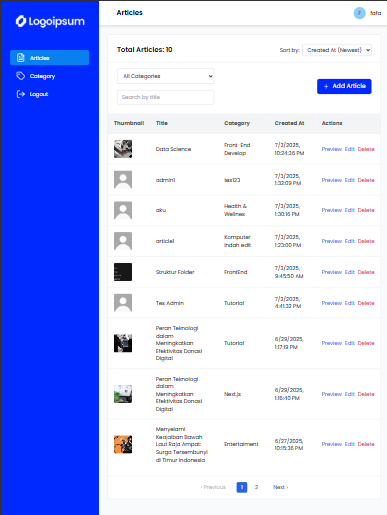 Logoipsum
Articles
fafa
Articles
Category
Logout
Total Articles: 10
Sort by:
Created At (Newest)
All Categories
Search by title
+ Add Article
Thumbnail Title Category Created At Actions
Data Science
Front-End
Develop
7/3/2025,
10:24:36 PM
Preview Edit Delete
admin1
tes123
7/3/2025,
1:32:09 PM
Preview Edit Delete
aku
Health &
Wellnes
7/3/2025,
1:30:16 PM
Preview Edit Delete
article1
Komputer
indah edit
7/3/2025,
1:23:00 PM
Preview Edit Delete
Struktur Folder
FrontEnd
7/3/2025,
9:45:50 AM
Preview Edit Delete
Tes Admin
Tutorial
7/2/2025,
4:41:32 PM
Preview Edit Delete
Peran Teknologi
dalam
Meningkatkan
Efektivitas Donasi
Digital
Tutorial
6/29/2025,
1:17:19 PM
Preview Edit Delete
Peran Teknologi
dalam
Meningkatkan
Efektivitas Donasi
Digital
Next.js
6/29/2025,
1:16:40 PM
Preview Edit Delete
Menyelami
Keajaiban Bawah
Laut Raja Ampat:
Surga Tersembunyi
di Timur Indonesia
Entertaiment
6/27/2025,
10:15:36 PM
Preview Edit Delete
‹ Previous 1 2 Next ›